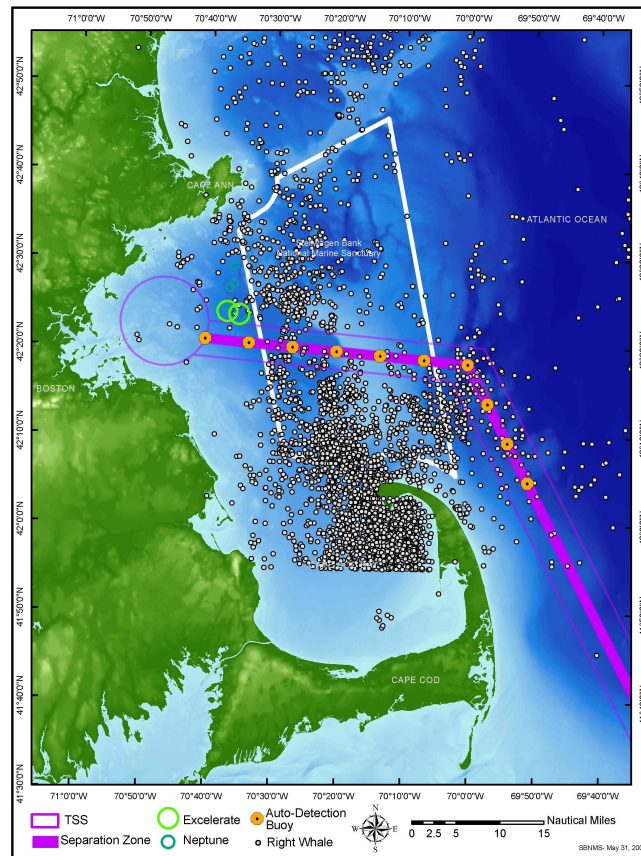 71°0'0"W 70°50'0"W 70°40'0"W 70°30'0"W 70°20'0"W 70°10'0"W 70°0'0"W 69°50'0"W 69°40'0"W
42°50'0"N
42°40'0"N
CAPE ANN
ATLANTIC OCEAN
42°30'0"N
Stellwagen Bank
National Marine Sanctuary
42°20'0"N
BOSTON
42°10'0"N
42°0'0"N
41°50'0"N
CAPE COD
41°40'0"N
41°30'0"N
71°0'0"W 70°50'0"W 70°40'0"W 70°30'0"W 70°20'0"W 70°10'0"W 70°0'0"W 69°50'0"W 69°40'0"W
TSS
Excelerate
Auto-Detection
Buoy
N
W E
S
Nautical Miles
0 2.5 5 10 15
Separation Zone
Neptune
Right Whale
SBNMS- May 31, 20